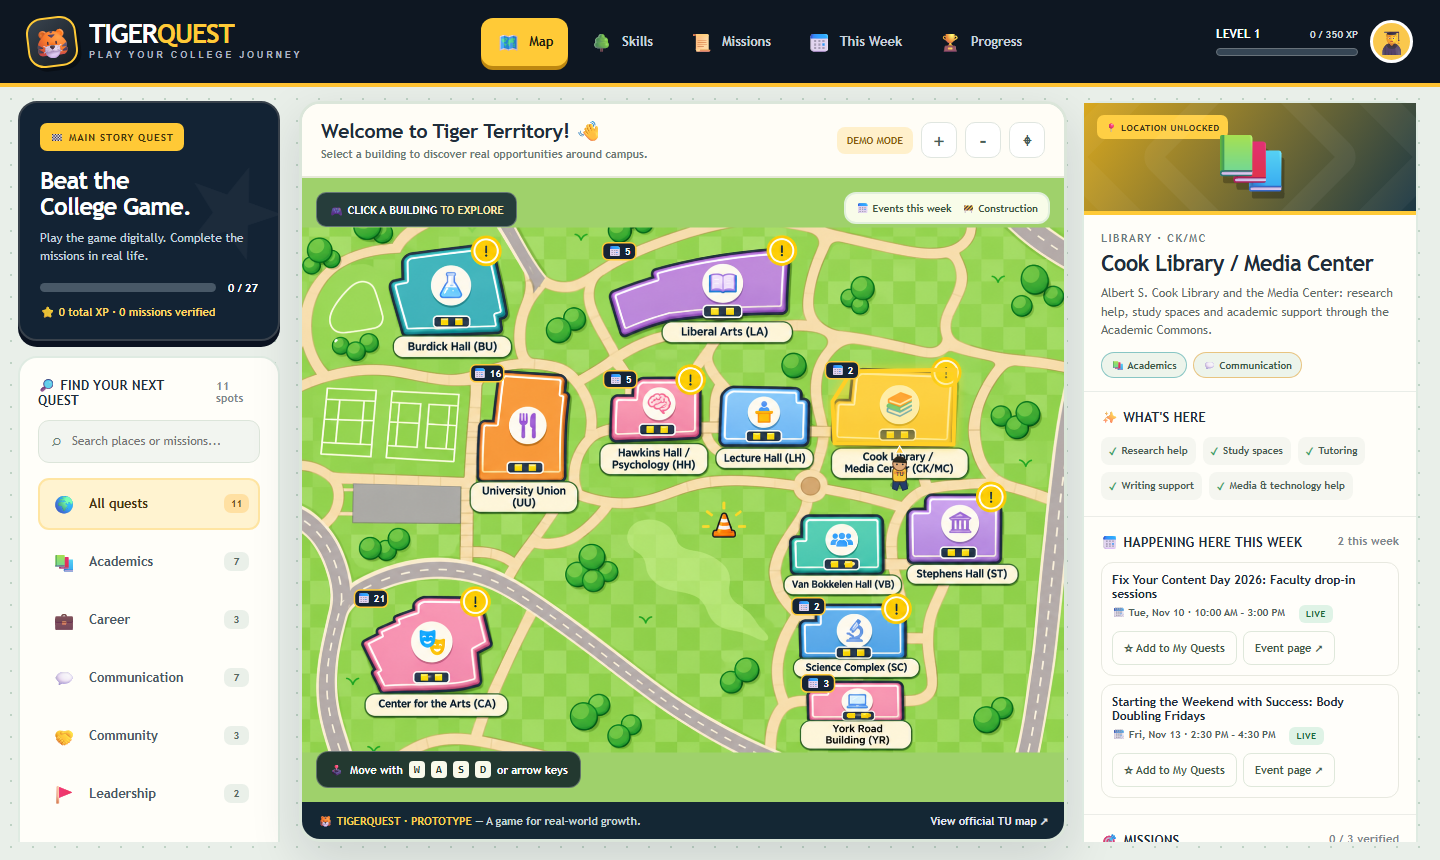 TIGERQUEST
PLAY YOUR COLLEGE JOURNEY
Map
Skills
Missions
This Week
Progress
LEVEL 1
0 / 350 XP
MAIN STORY QUEST
Beat the
College Game.
Play the game digitally. Complete the
missions in real life.
0 / 27
0 total XP · 0 missions verified
FIND YOUR NEXT
QUEST
11
spots
Search places or missions...
All quests
11
Academics
7
Career
3
Communication
7
Community
3
Leadership
2
Welcome to Tiger Territory!
Select a building to discover real opportunities around campus.
DEMO MODE
+
-
CLICK A BUILDING TO EXPLORE
Events this week
Construction
!
5
!
Burdick Hall (BU)
Liberal Arts (LA)
16
5
!
2
University Union
(UU)
Hawkins Hall /
Psychology (HH)
Lecture Hall (LH)
Cook Library /
Media Center (CK/MC)
TU
!
Van Bokkelen Hall (VB)
Stephens Hall (ST)
21
!
Center for the Arts (CA)
2
!
Science Complex (SC)
3
York Road
Building (YR)
Move with W A S D or arrow keys
TIGERQUEST · PROTOTYPE — A game for real-world growth.
View official TU map ↗
LOCATION UNLOCKED
LIBRARY · CK/MC
Cook Library / Media Center
Albert S. Cook Library and the Media Center: research
help, study spaces and academic support through the
Academic Commons.
Academics
Communication
WHAT'S HERE
✓ Research help
✓ Study spaces
✓ Tutoring
✓ Writing support
✓ Media & technology help
HAPPENING HERE THIS WEEK
2 this week
Fix Your Content Day 2026: Faculty drop-in
sessions
Tue, Nov 10 · 10:00 AM - 3:00 PM
LIVE
☆ Add to My Quests
Event page ↗
Starting the Weekend with Success: Body
Doubling Fridays
Fri, Nov 13 · 2:30 PM - 4:30 PM
LIVE
☆ Add to My Quests
Event page ↗
MISSIONS
0 / 3 verified